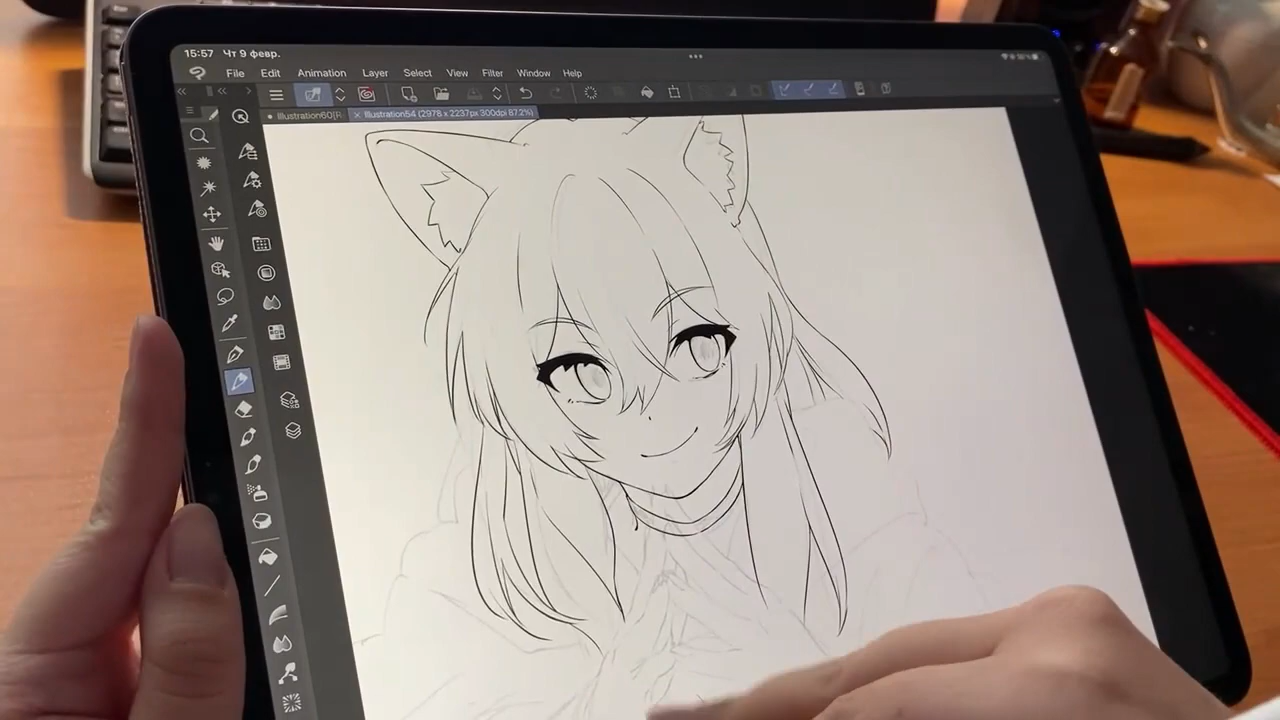 15:57 Чт 9 февр.
File Edit Animation Layer Select View Filter Window Help
Illustration60[R
Illustration54 (2978 x 2237px 300dpi 87.2%)